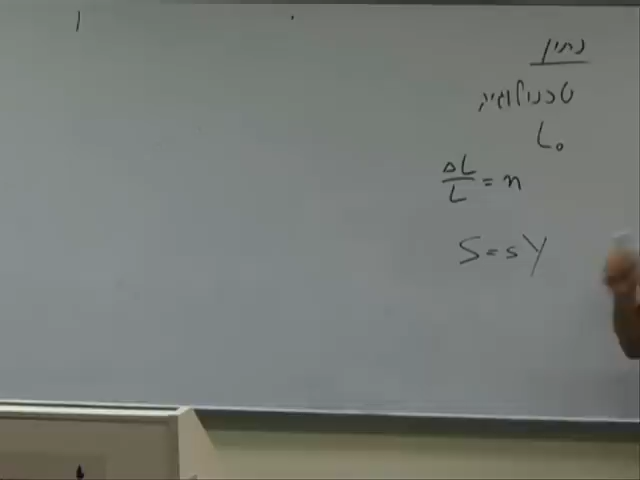 נתון
טכנולוגיה
L₀
ΔL/L = n
S = sY